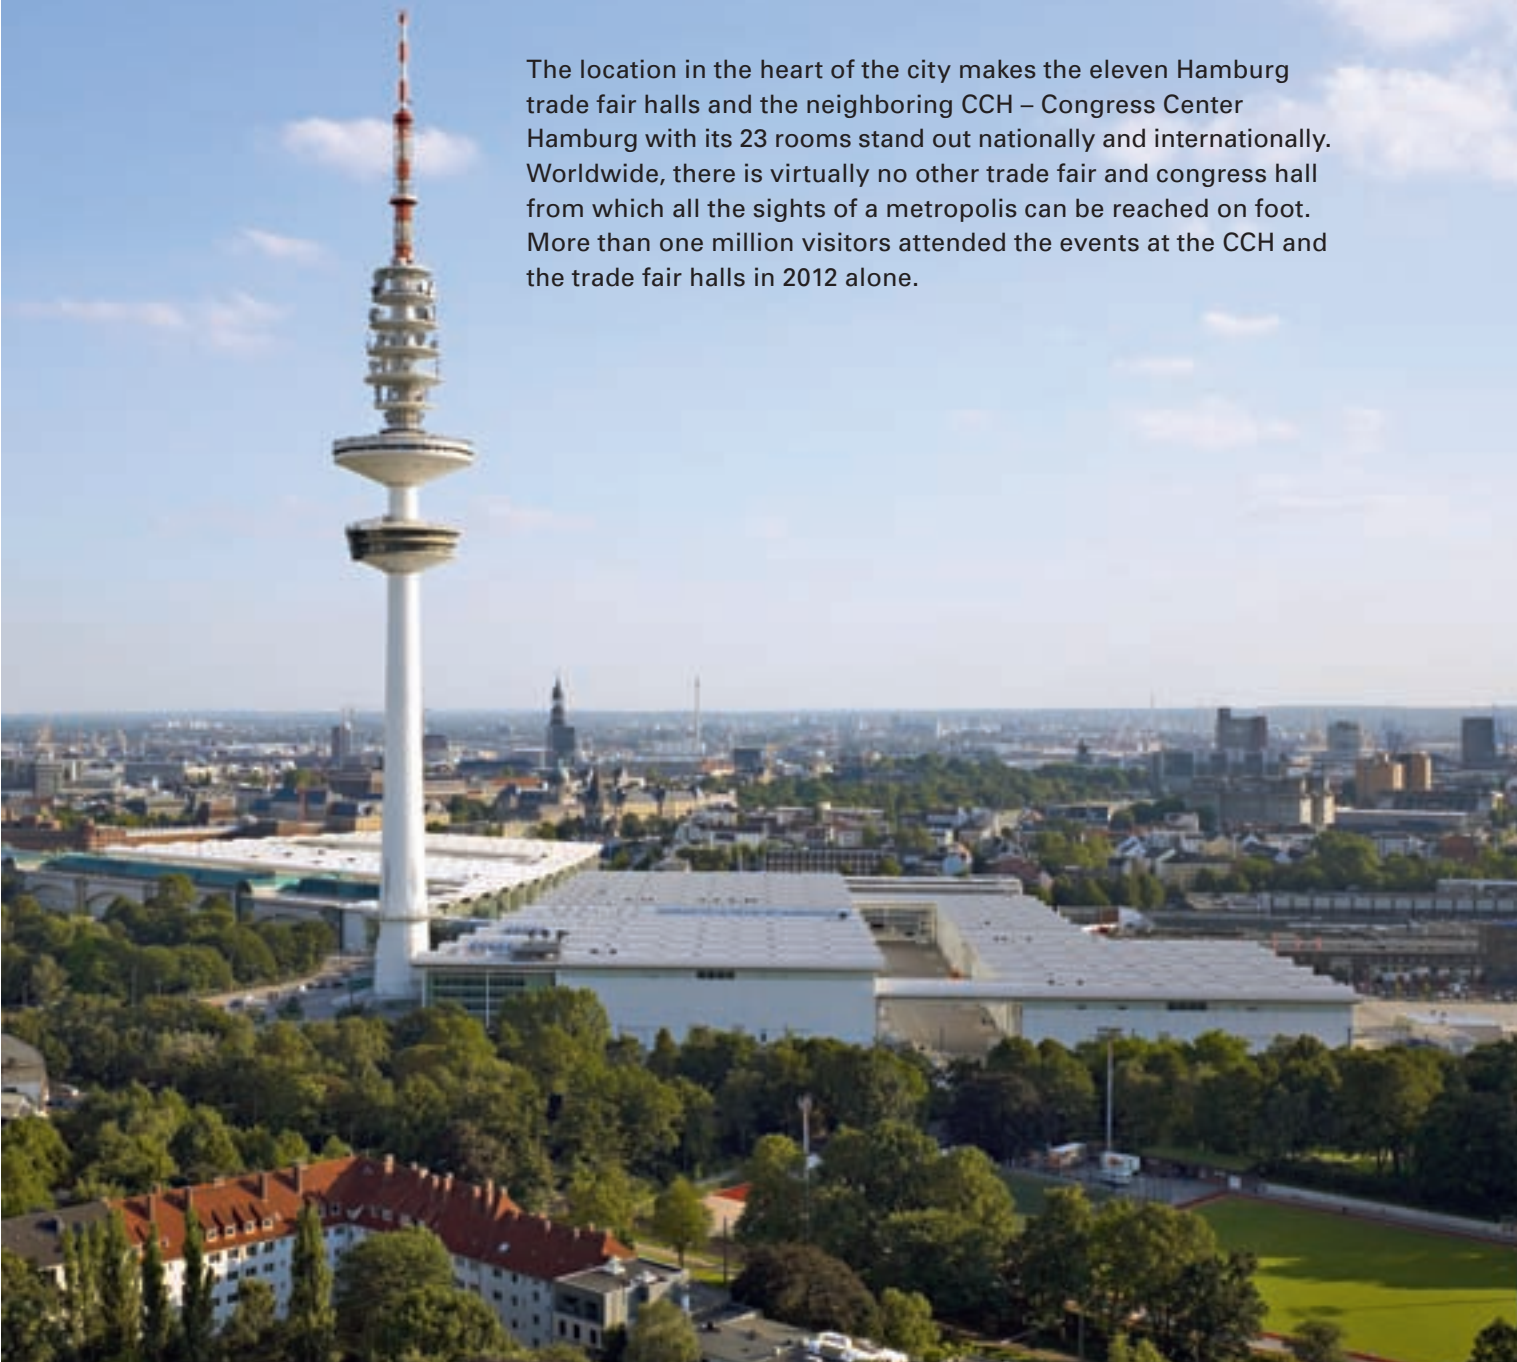 The location in the heart of the city makes the eleven Hamburg
trade fair halls and the neighboring CCH – Congress Center
Hamburg with its 23 rooms stand out nationally and internationally.
Worldwide, there is virtually no other trade fair and congress hall
from which all the sights of a metropolis can be reached on foot.
More than one million visitors attended the events at the CCH and
the trade fair halls in 2012 alone.